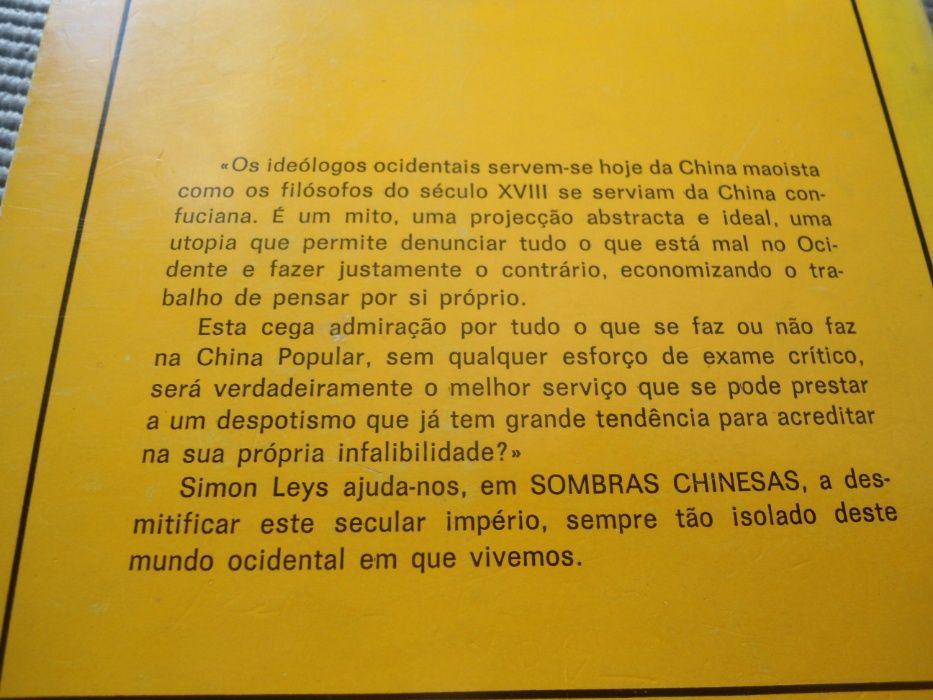 «Os ideólogos ocidentais servem-se hoje da China maoista
como os filósofos do século XVIII se serviam da China con-
fuciana. É um mito, uma projecção abstracta e ideal, uma
utopia que permite denunciar tudo o que está mal no Oci-
dente e fazer justamente o contrário, economizando o tra-
balho de pensar por si próprio.
Esta cega admiração por tudo o que se faz ou não faz
na China Popular, sem qualquer esforço de exame crítico,
será verdadeiramente o melhor serviço que se pode prestar
a um despotismo que já tem grande tendência para acreditar
na sua própria infalibilidade?»
Simon Leys ajuda-nos, em SOMBRAS CHINESAS, a des-
mitificar este secular império, sempre tão isolado deste
mundo ocidental em que vivemos.